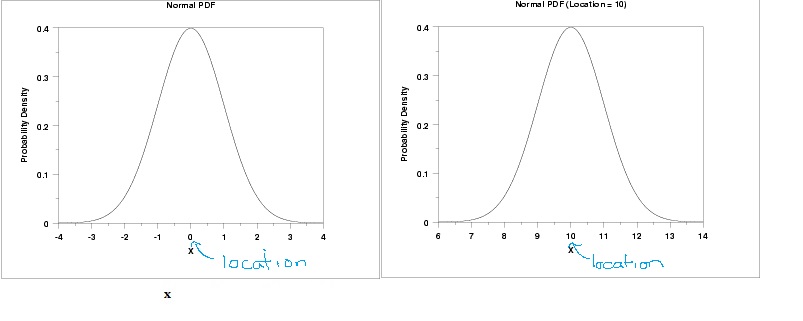 Normal PDF
0.4
0.3
0.2
0.1
0
Probability Density
-4 -3 -2 -1 0 1 2 3 4
X
location
Normal PDF (Location = 10)
0.4
0.3
0.2
0.1
0
Probability Density
6 7 8 9 10 11 12 13 14
X
location
x